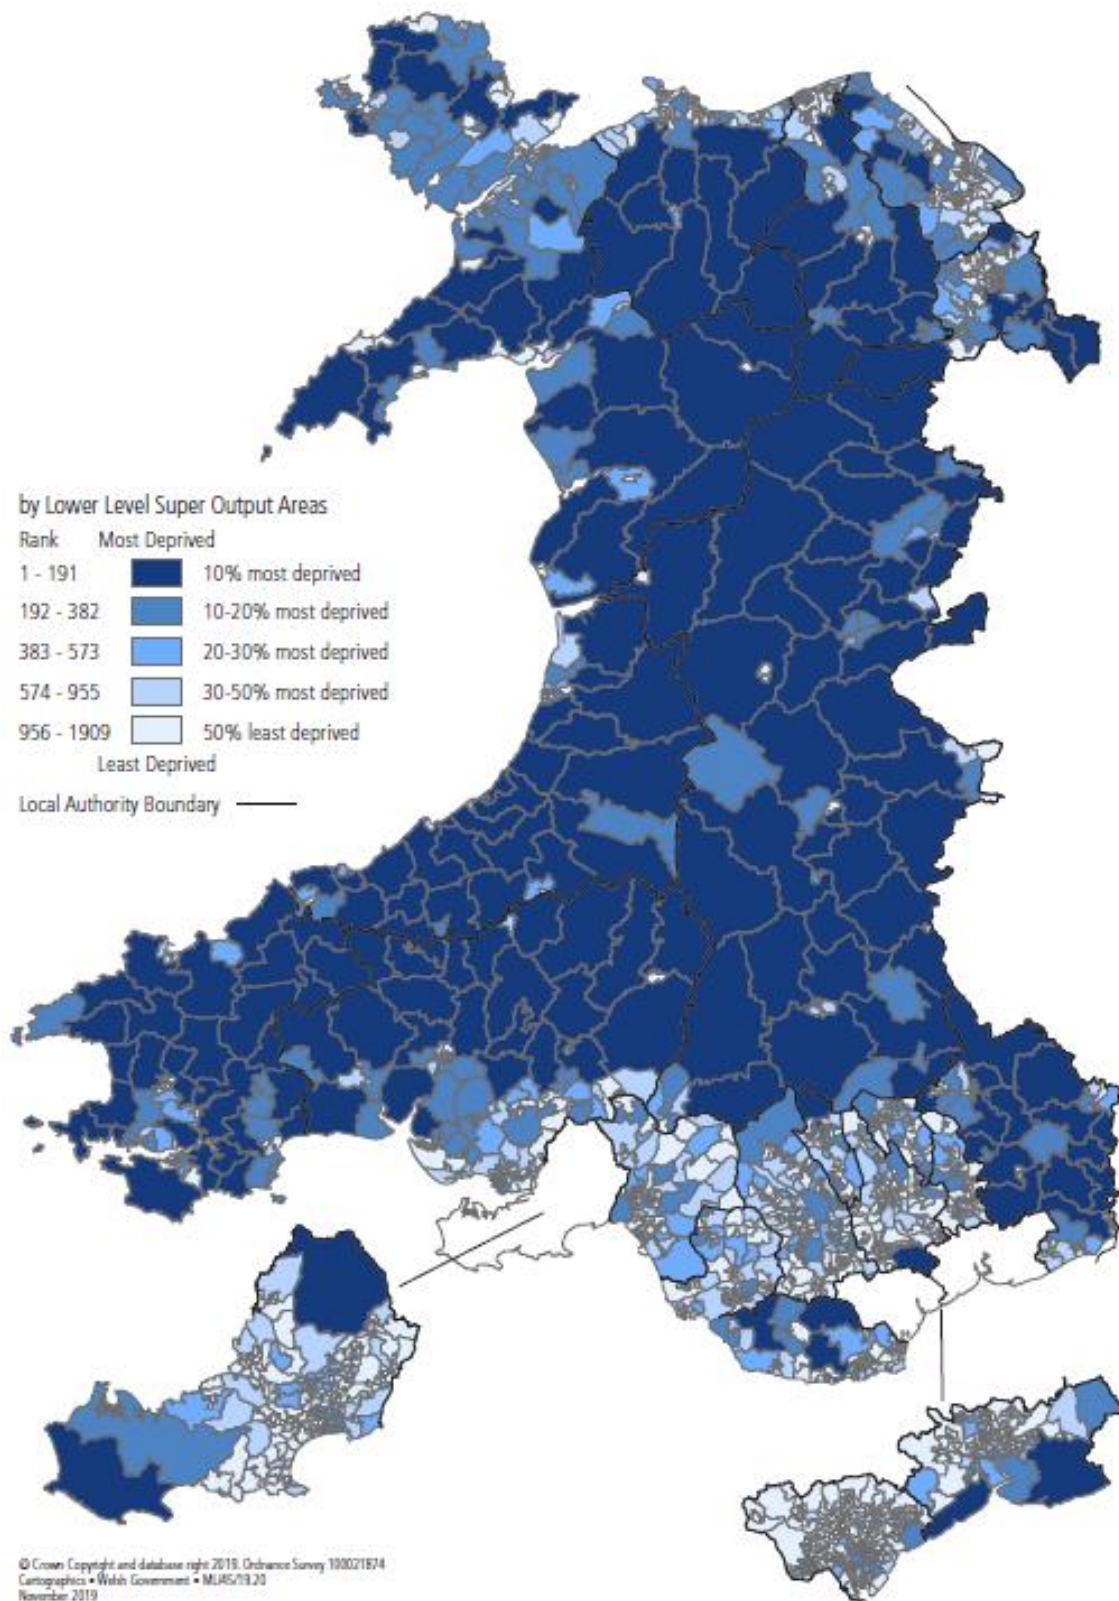 by Lower Level Super Output Areas
Rank Most Deprived
1 - 191 10% most deprived
192 - 382 10-20% most deprived
383 - 573 20-30% most deprived
574 - 955 30-50% most deprived
956 - 1909 50% least deprived
Least Deprived
Local Authority Boundary
© Crown Copyright and database right 2019. Ordnance Survey 100021874
Cartographics • Welsh Government • ML/45/19.20
November 2019